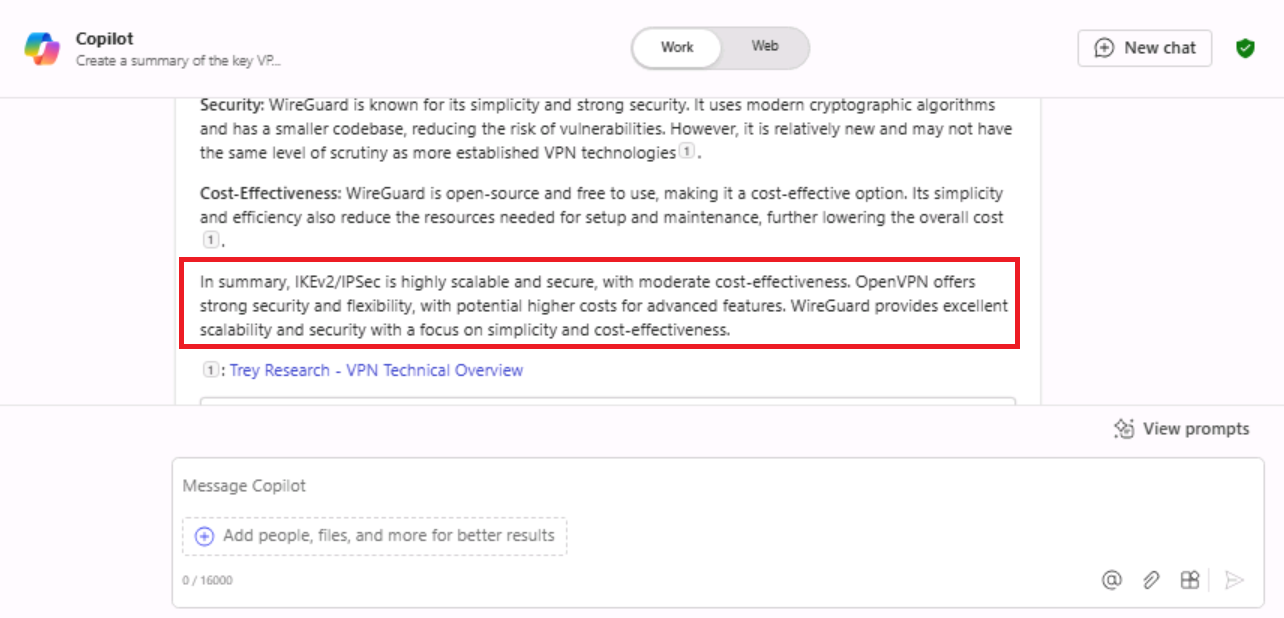 Copilot
Create a summary of the key VP...
Work
Web
New chat
Security: WireGuard is known for its simplicity and strong security. It uses modern cryptographic algorithms
and has a smaller codebase, reducing the risk of vulnerabilities. However, it is relatively new and may not have
the same level of scrutiny as more established VPN technologies 1 .
Cost-Effectiveness: WireGuard is open-source and free to use, making it a cost-effective option. Its simplicity
and efficiency also reduce the resources needed for setup and maintenance, further lowering the overall cost
1 .
In summary, IKEv2/IPSec is highly scalable and secure, with moderate cost-effectiveness. OpenVPN offers
strong security and flexibility, with potential higher costs for advanced features. WireGuard provides excellent
scalability and security with a focus on simplicity and cost-effectiveness.
1 : Trey Research - VPN Technical Overview
View prompts
Message Copilot
Add people, files, and more for better results
0 / 16000